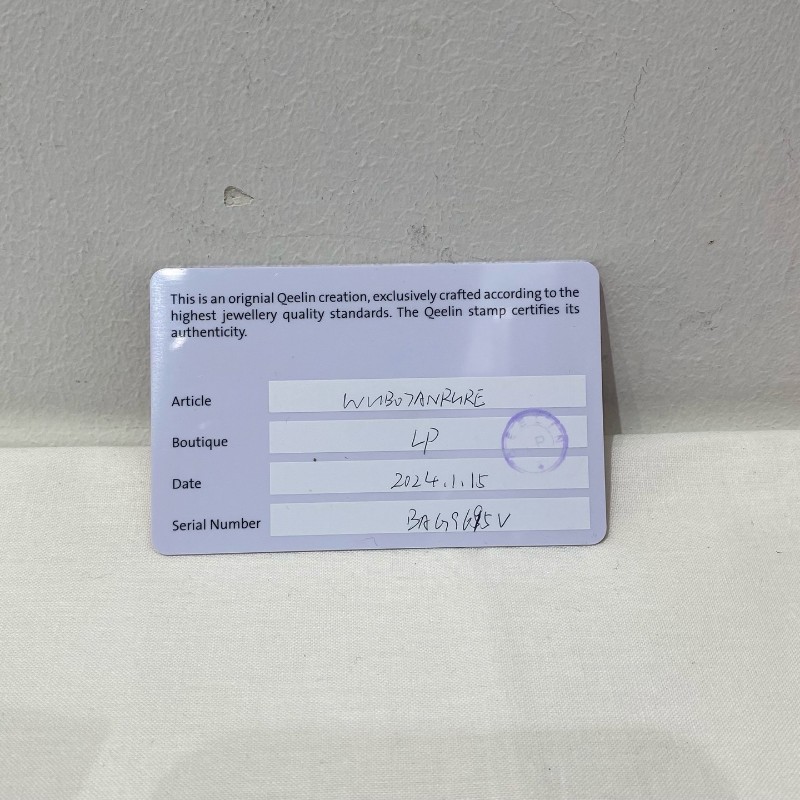 This is an orignial Qeelin creation, exclusively crafted according to the
highest jewellery quality standards. The Qeelin stamp certifies its
authenticity.
Article
Boutique LP
Date 2024.1.15
Serial Number